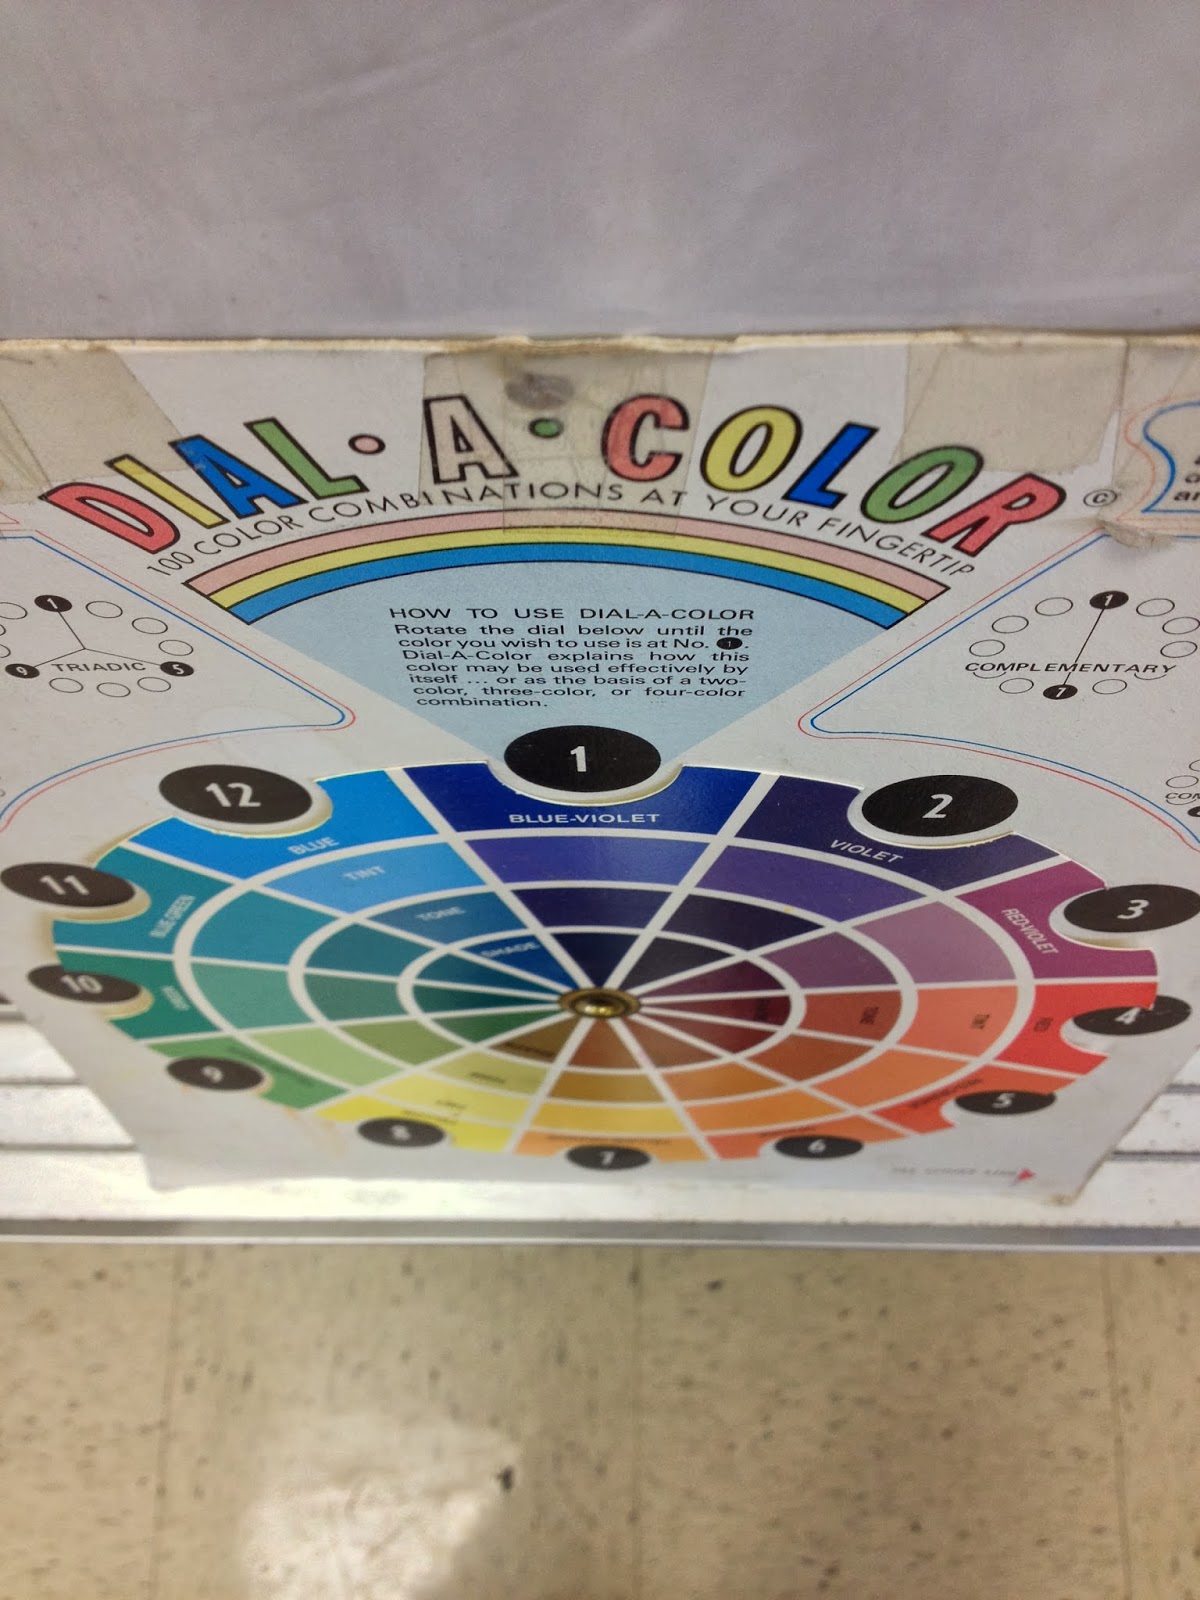 DIAL·A·COLOR ©
100 COLOR COMBINATIONS AT YOUR FINGERTIP
HOW TO USE DIAL-A-COLOR
Rotate the dial below until the
color you wish to use is at No. 1.
Dial-A-Color explains how this
color may be used effectively by
itself ... or as the basis of a two-
color, three-color, or four-color
combination.
1
9
TRIADIC
5
1
COMPLEMENTARY
7
1
2
3
4
5
6
7
8
9
10
11
12
BLUE-VIOLET
VIOLET
RED-VIOLET
RED
BLUE-GREEN
BLUE
TINT
TONE
SHADE
TINT
TONE